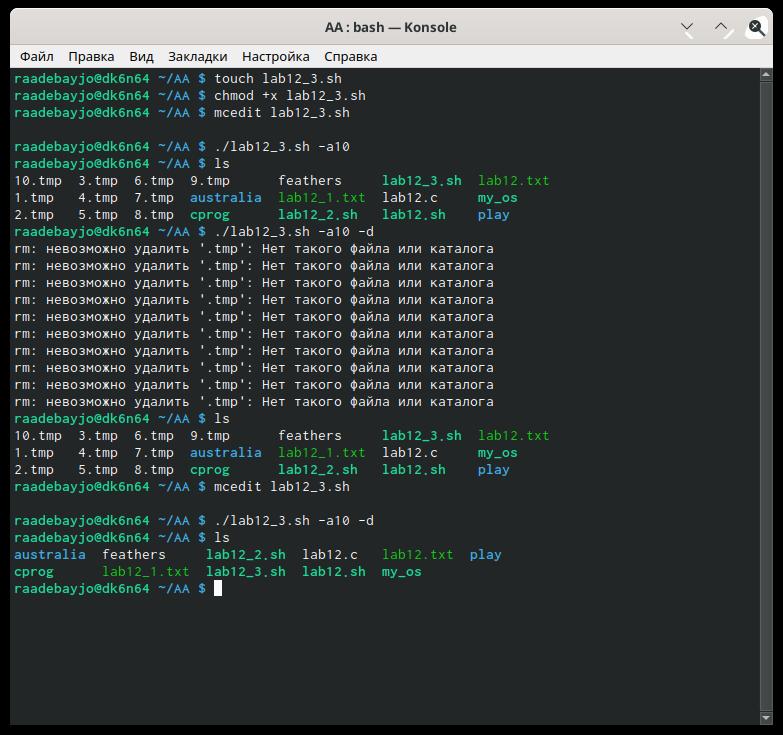 AA : bash — Konsole
Файл Правка Вид Закладки Настройка Справка
raadebayjo@dk6n64 ~/AA $ touch lab12_3.sh
raadebayjo@dk6n64 ~/AA $ chmod +x lab12_3.sh
raadebayjo@dk6n64 ~/AA $ mcedit lab12_3.sh
raadebayjo@dk6n64 ~/AA $ ./lab12_3.sh -a10
raadebayjo@dk6n64 ~/AA $ ls
10.tmp 3.tmp 6.tmp 9.tmp feathers lab12_3.sh lab12.txt
1.tmp 4.tmp 7.tmp australia lab12_1.txt lab12.c my_os
2.tmp 5.tmp 8.tmp cprog lab12_2.sh lab12.sh play
raadebayjo@dk6n64 ~/AA $ ./lab12_3.sh -a10 -d
rm: невозможно удалить '.tmp': Нет такого файла или каталога
rm: невозможно удалить '.tmp': Нет такого файла или каталога
rm: невозможно удалить '.tmp': Нет такого файла или каталога
rm: невозможно удалить '.tmp': Нет такого файла или каталога
rm: невозможно удалить '.tmp': Нет такого файла или каталога
rm: невозможно удалить '.tmp': Нет такого файла или каталога
rm: невозможно удалить '.tmp': Нет такого файла или каталога
rm: невозможно удалить '.tmp': Нет такого файла или каталога
rm: невозможно удалить '.tmp': Нет такого файла или каталога
rm: невозможно удалить '.tmp': Нет такого файла или каталога
raadebayjo@dk6n64 ~/AA $ ls
10.tmp 3.tmp 6.tmp 9.tmp feathers lab12_3.sh lab12.txt
1.tmp 4.tmp 7.tmp australia lab12_1.txt lab12.c my_os
2.tmp 5.tmp 8.tmp cprog lab12_2.sh lab12.sh play
raadebayjo@dk6n64 ~/AA $ mcedit lab12_3.sh
raadebayjo@dk6n64 ~/AA $ ./lab12_3.sh -a10 -d
raadebayjo@dk6n64 ~/AA $ ls
australia feathers lab12_2.sh lab12.c lab12.txt play
cprog lab12_1.txt lab12_3.sh lab12.sh my_os
raadebayjo@dk6n64 ~/AA $